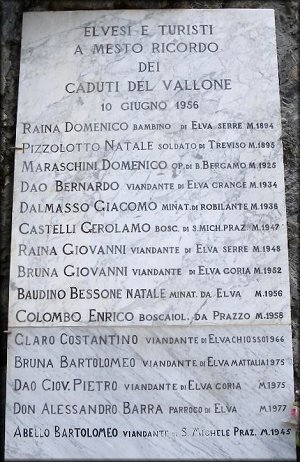 ELVESI E TURISTI
A MESTO RICORDO
DEI
CADUTI DEL VALLONE
10 GIUGNO 1956
RAINA DOMENICO BAMBINO DI ELVA SERRE M.1894
PIZZOLOTTO NATALE SOLDATO DI TREVISO M.1895
MARASCHINI DOMENICO OP. DI B. BERGAMO M.1925
DAO BERNARDO VIANDANTE DI ELVA GRANGE M.1934
DALMASSO GIACOMO MINAT. DI ROBILANTE M.1936
CASTELLI GEROLAMO BOSC. DI S. MICH. PRAZ. M.1947
RAINA GIOVANNI VIANDANTE DI ELVA SERRE M.1948
BRUNA GIOVANNI VIANDANTE DI ELVA GORIA M.1952
BAUDINO BESSONE NATALE MINAT. DA ELVA M.1956
COLOMBO ENRICO BOSCAIOL. DA PRAZZO M.1958
CLARO COSTANTINO VIANDANTE DI ELVA CHIOSSO 1966
BRUNA BARTOLOMEO VIANDANTE DI ELVA MATTALIA 1975
DAO GIOV. PIETRO VIANDANTE DI ELVA GORIA M.1975
DON ALESSANDRO BARRA PARROCO DI ELVA M.1977
ABELLO BARTOLOMEO VIANDANTE DI S. MICHELE PRAZ. M.1945